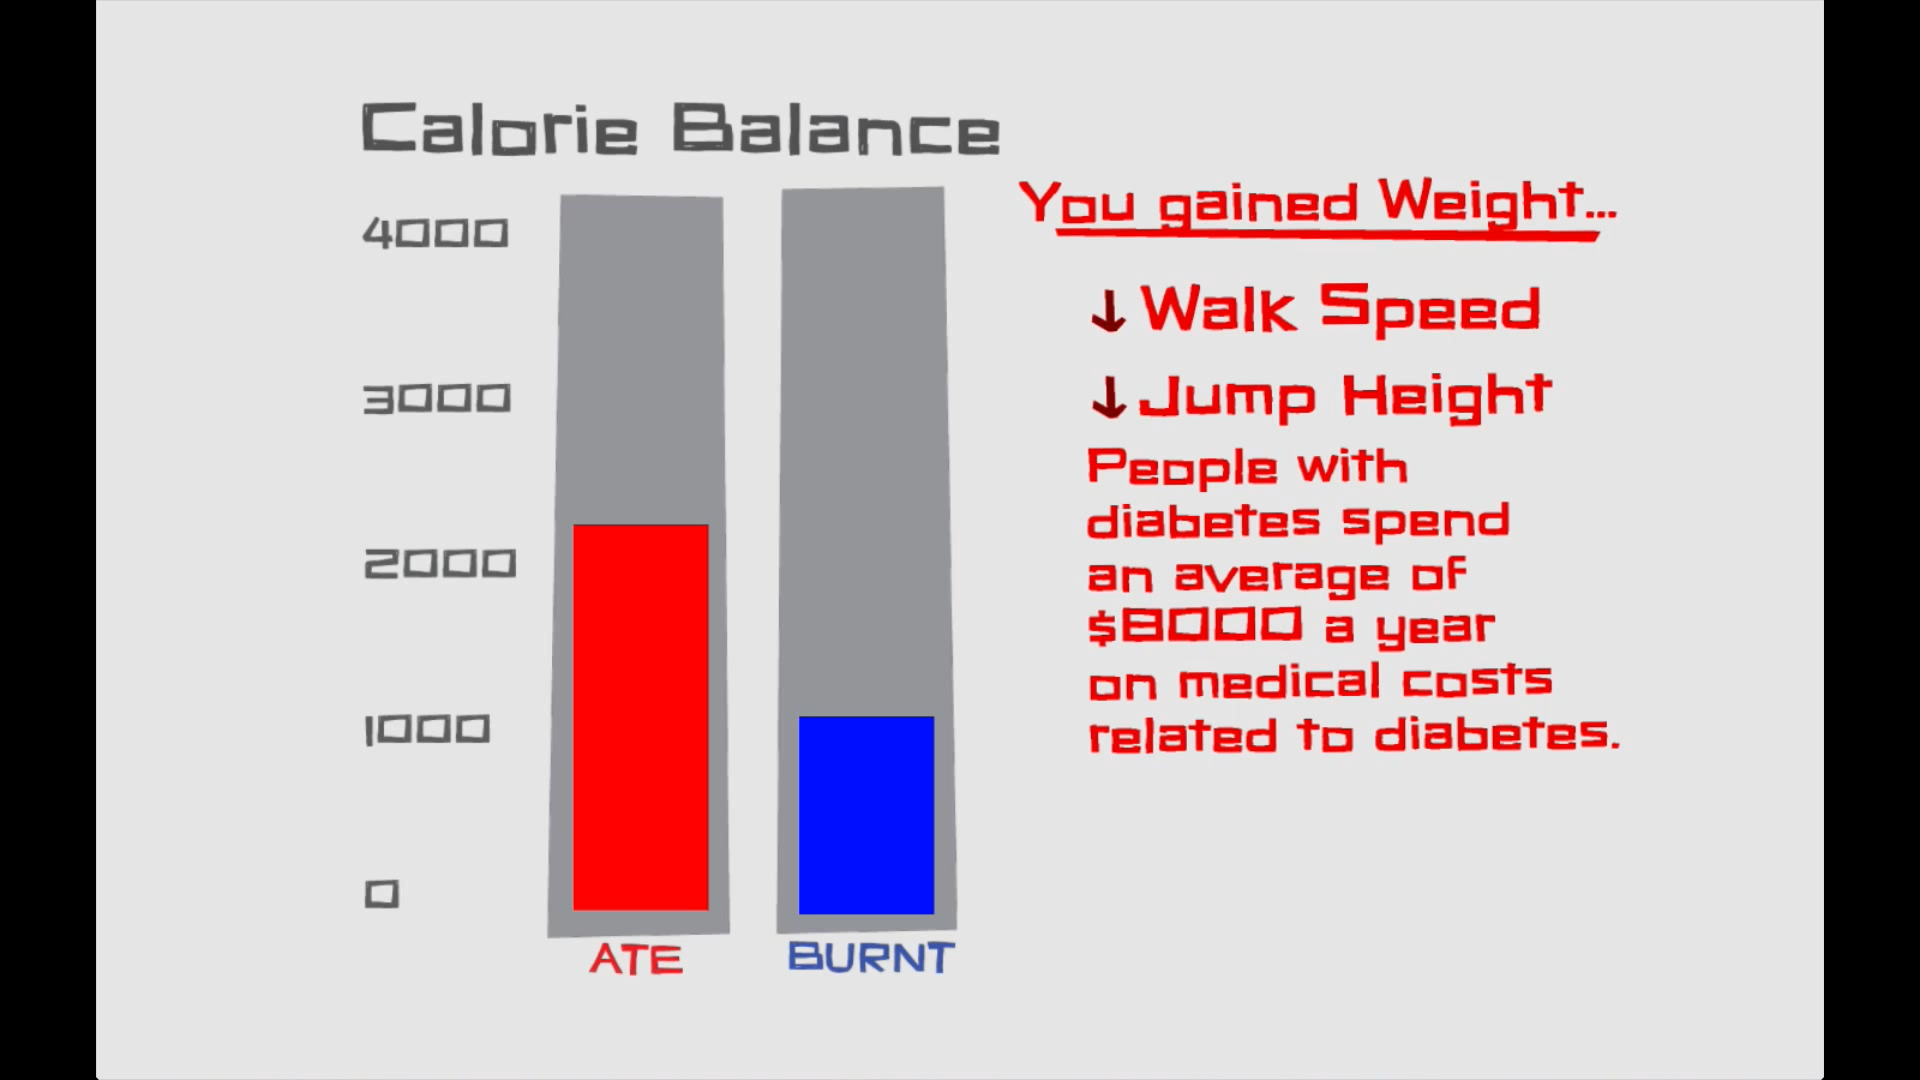 Calorie Balance
You gained Weight...
4000
↓ Walk Speed
3000
↓ Jump Height
People with
diabetes spend
an average of
$8000 a year
on medical costs
related to diabetes.
2000
1000
0
ATE
BURNT